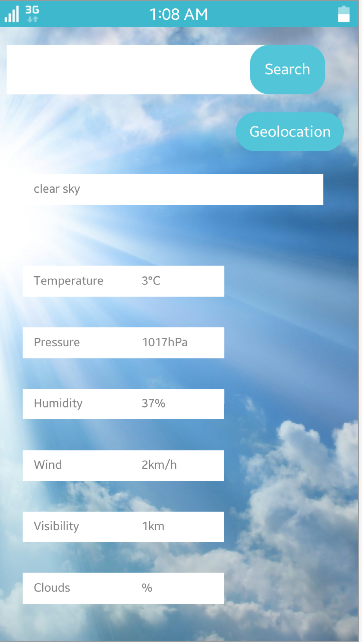 3G 1:08 AM
Search
Geolocation
clear sky
Temperature 3°C
Pressure 1017hPa
Humidity 37%
Wind 2km/h
Visibility 1km
Clouds %